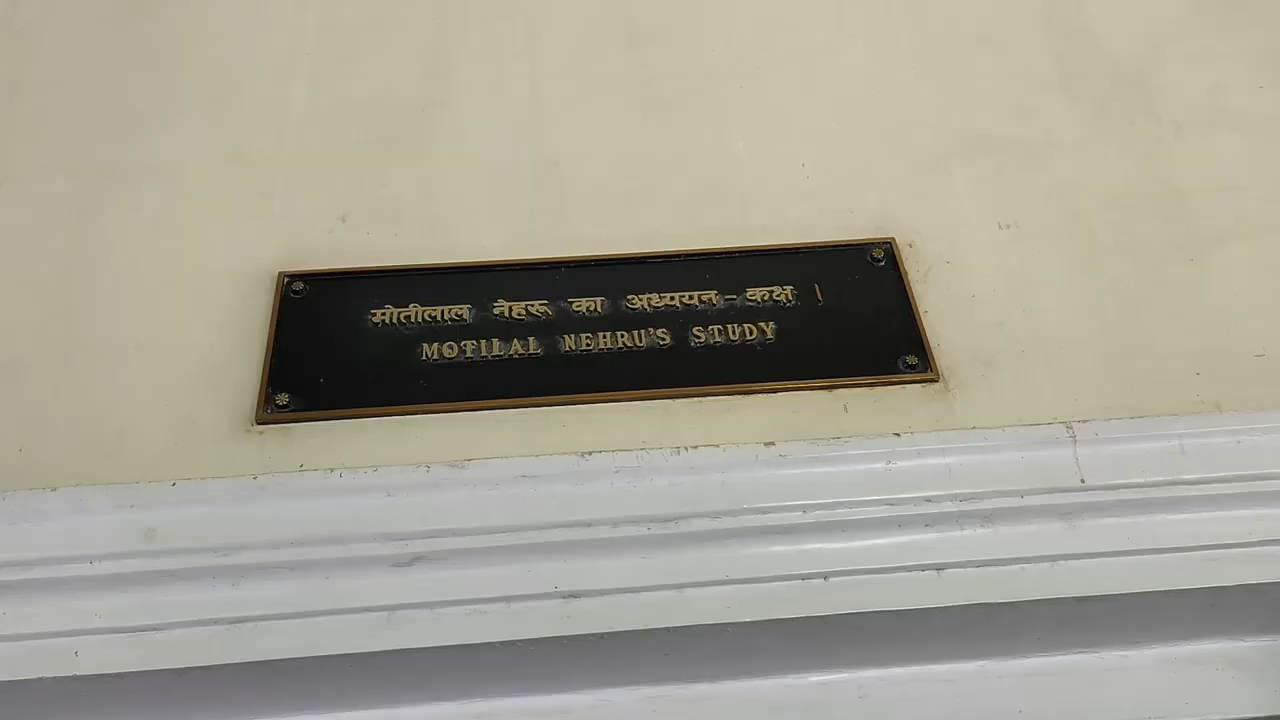 मोतीलाल नेहरू का अध्ययन-कक्ष ।
MOTILAL NEHRU'S STUDY